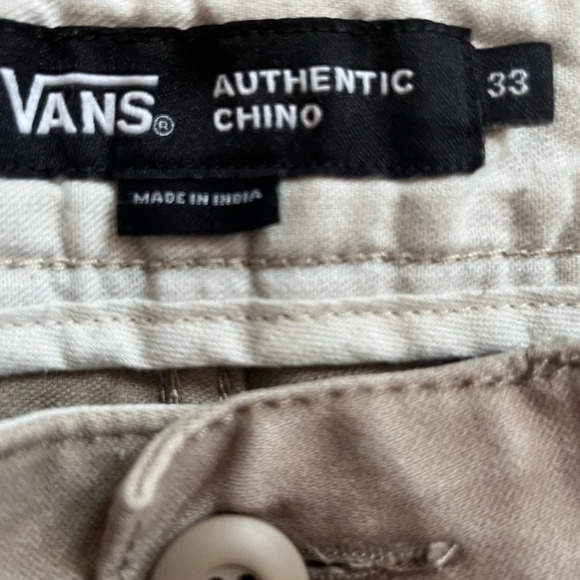 VANS® AUTHENTIC 33
CHINO
MADE IN INDIA